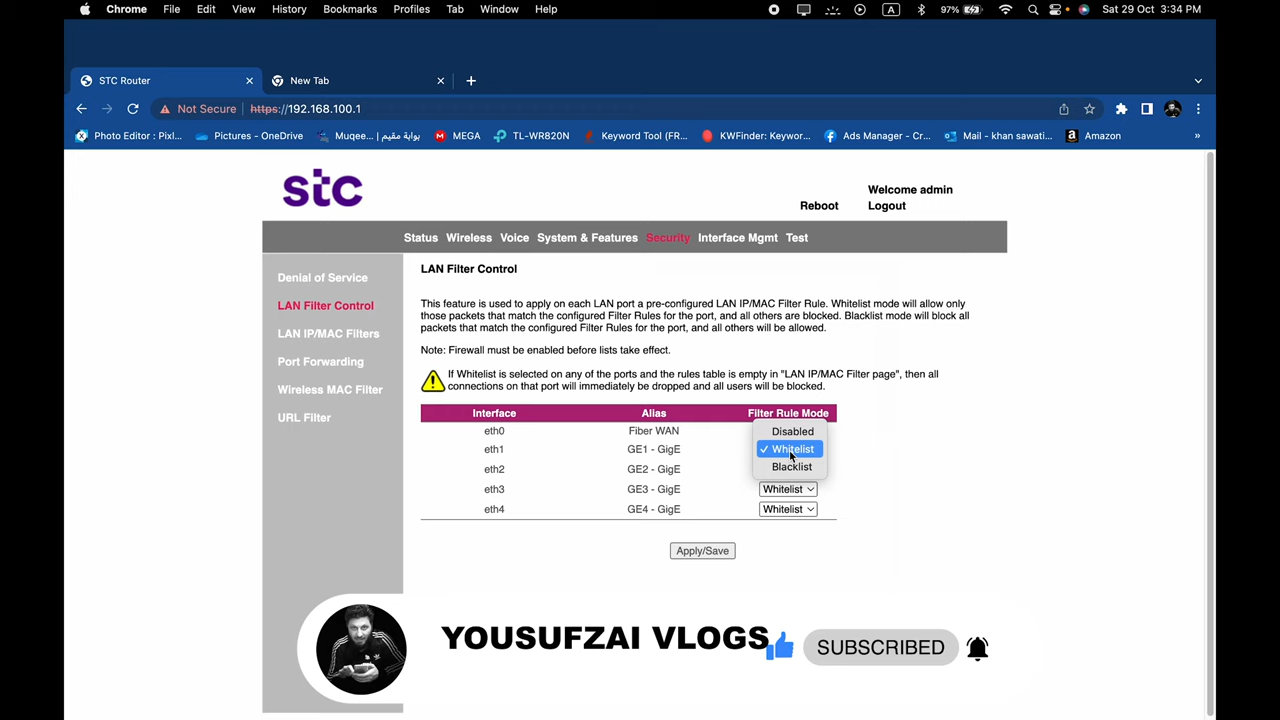 Chrome File Edit View History Bookmarks Profiles Tab Window Help A 97% Sat 29 Oct 3:34 PM
STC Router New Tab
Not Secure https://192.168.100.1
Photo Editor : Pixl... Pictures - OneDrive Muqee... | بوابة مقيم MEGA TL-WR820N Keyword Tool (FR... KWFinder: Keywor... Ads Manager - Cr... Mail - khan sawati... Amazon »
stc
Welcome admin
Reboot Logout
Status Wireless Voice System & Features Security Interface Mgmt Test
Denial of Service
LAN Filter Control
LAN IP/MAC Filters
Port Forwarding
Wireless MAC Filter
URL Filter
LAN Filter Control
This feature is used to apply on each LAN port a pre-configured LAN IP/MAC Filter Rule. Whitelist mode will allow only
those packets that match the configured Filter Rules for the port, and all others are blocked. Blacklist mode will block all
packets that match the configured Filter Rules for the port, and all others will be allowed.
Note: Firewall must be enabled before lists take effect.
If Whitelist is selected on any of the ports and the rules table is empty in "LAN IP/MAC Filter page", then all
connections on that port will immediately be dropped and all users will be blocked.
Interface Alias Filter Rule Mode
eth0 Fiber WAN Disabled
eth1 GE1 - GigE ✓ Whitelist
eth2 GE2 - GigE Blacklist
eth3 GE3 - GigE Whitelist
eth4 GE4 - GigE Whitelist
Apply/Save
YOUSUFZAI VLOGS SUBSCRIBED